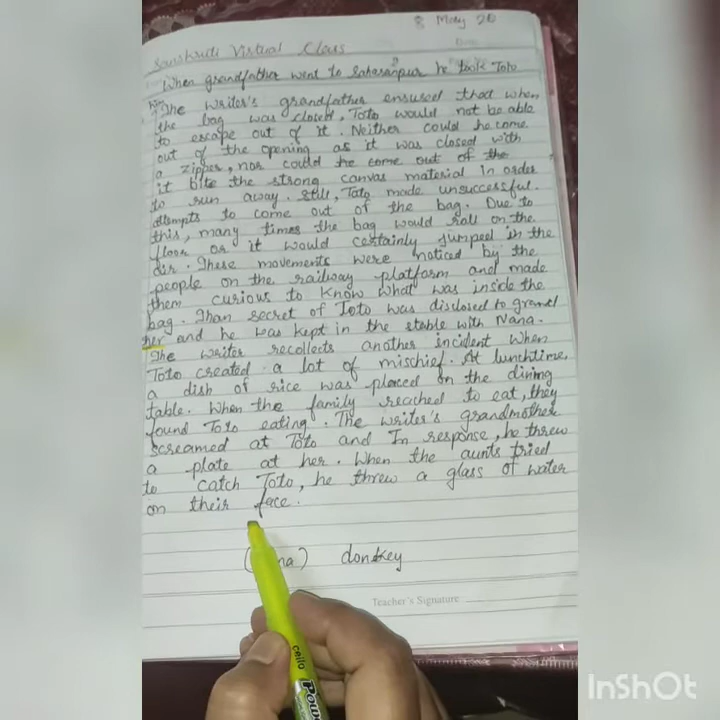 8 May 20
Sanskruti Virtual Class
When grandfather went to Saharanpur he took Toto
The writer's grandfather ensused that when
the bag was closed, Toto would not be able
to escape out of it. Neither could he come
out of the opening as it was closed with
a zipper, nor could he come out of the
it bite the strong canvas material in order
to run away. still, Toto made unsuccessful
attempts to come out of the bag. Due to
this, many times the bag would roll on the
floor or it would certainly jumped in the
air. These movements were noticed by the
people on the railway platform and made
them curious to know what was inside the
bag. Than secret of Toto was disclosed to grand
her and he was kept in the stable with Nana.
The writer recollects another incident when
Toto created a lot of mischief. At lunchtime,
a dish of rice was placed on the dining
table. When the family reached to eat, they
found Toto eating. The writer's grandmother
screamed at Toto and In response, he threw
a plate at her. When the aunts tried
to catch Toto, he threw a glass of water
on their face.
donkey
Teacher's Signature
cello
Power
InShOt